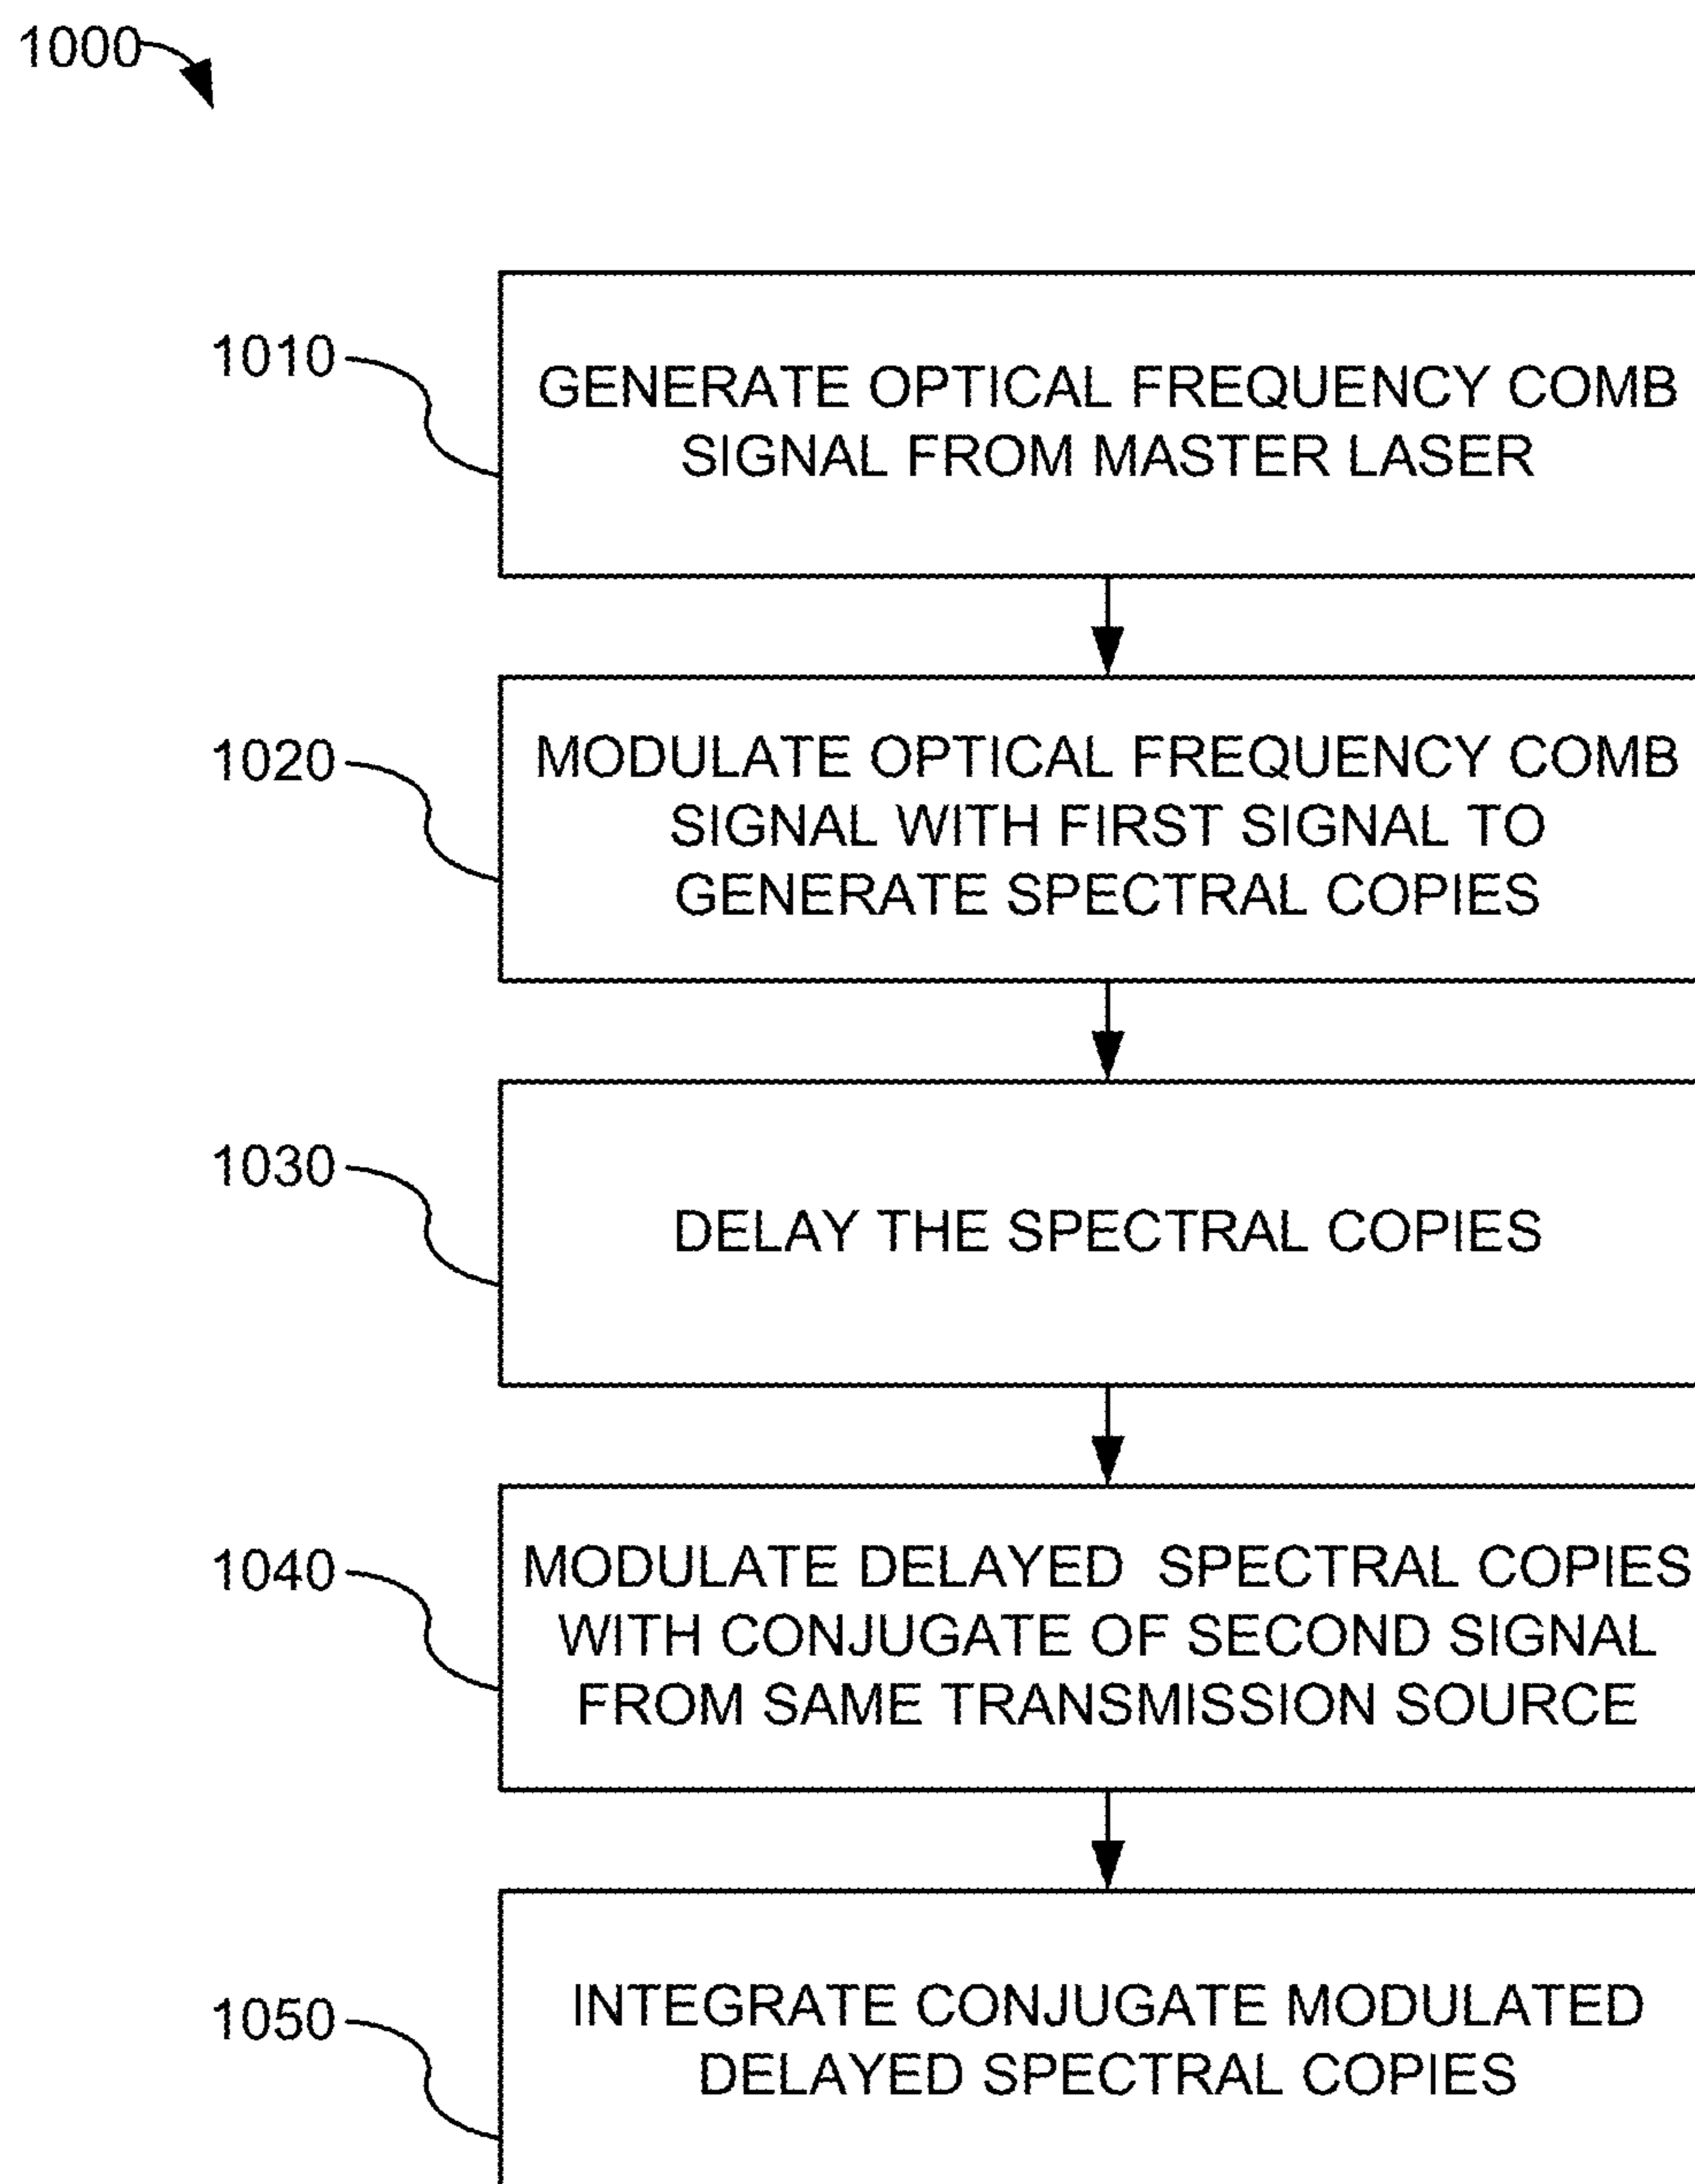 1000
1010
GENERATE OPTICAL FREQUENCY COMB
SIGNAL FROM MASTER LASER
1020
MODULATE OPTICAL FREQUENCY COMB
SIGNAL WITH FIRST SIGNAL TO
GENERATE SPECTRAL COPIES
1030
DELAY THE SPECTRAL COPIES
1040
MODULATE DELAYED SPECTRAL COPIES
WITH CONJUGATE OF SECOND SIGNAL
FROM SAME TRANSMISSION SOURCE
1050
INTEGRATE CONJUGATE MODULATED
DELAYED SPECTRAL COPIES